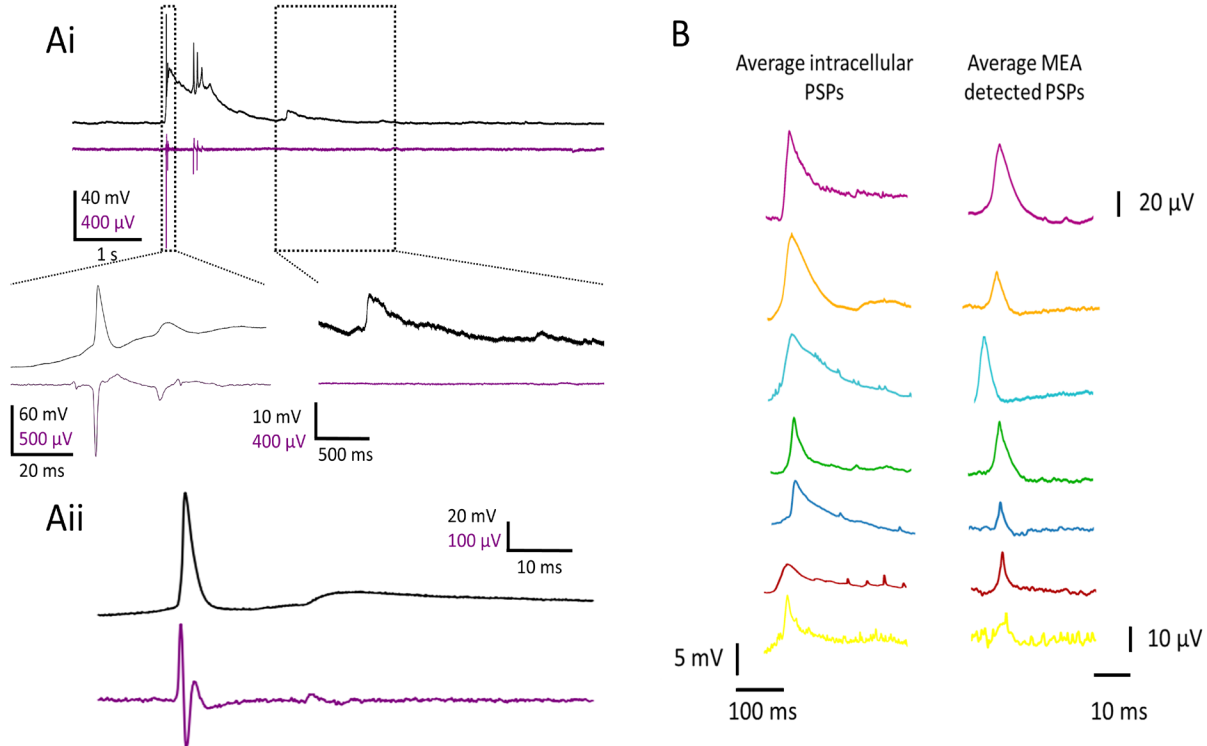 Ai
40 mV
400 µV
1 s
60 mV
500 µV
20 ms
10 mV
400 µV
500 ms
Aii
20 mV
100 µV
10 ms
B
Average intracellular
PSPs
Average MEA
detected PSPs
20 µV
10 µV
5 mV
100 ms
10 ms